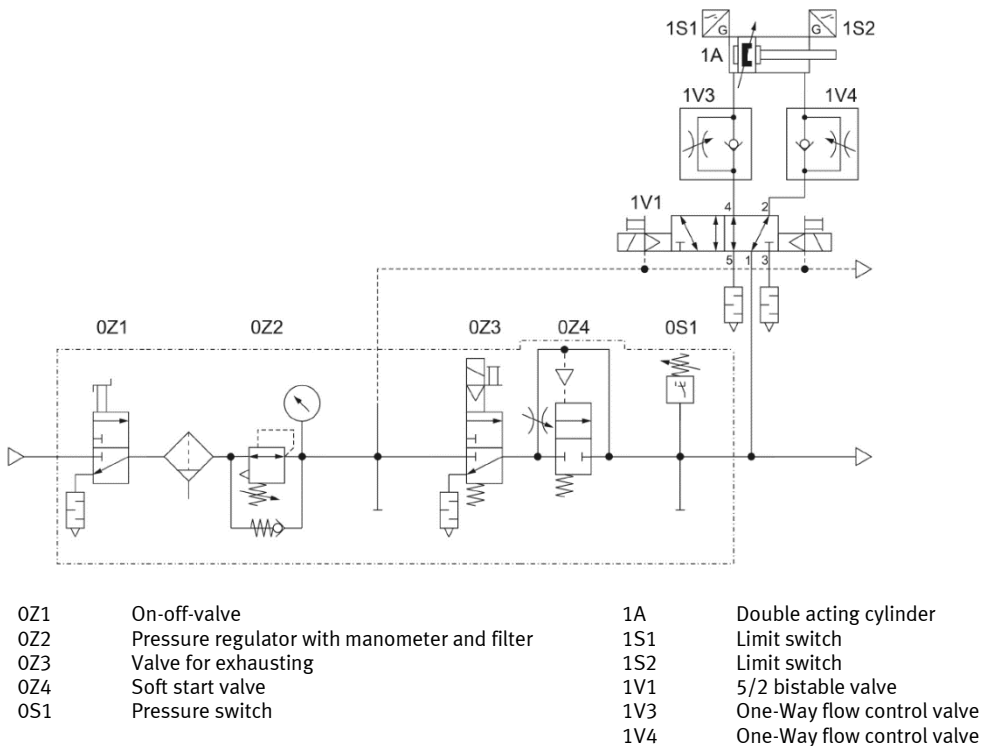 1S1 G G 1S2
1A
1V3 1V4
1V1 4 2
5 1 3
0Z1 0Z2 0Z3 0Z4 0S1
0Z1 On-off-valve
0Z2 Pressure regulator with manometer and filter
0Z3 Valve for exhausting
0Z4 Soft start valve
0S1 Pressure switch
1A Double acting cylinder
1S1 Limit switch
1S2 Limit switch
1V1 5/2 bistable valve
1V3 One-Way flow control valve
1V4 One-Way flow control valve